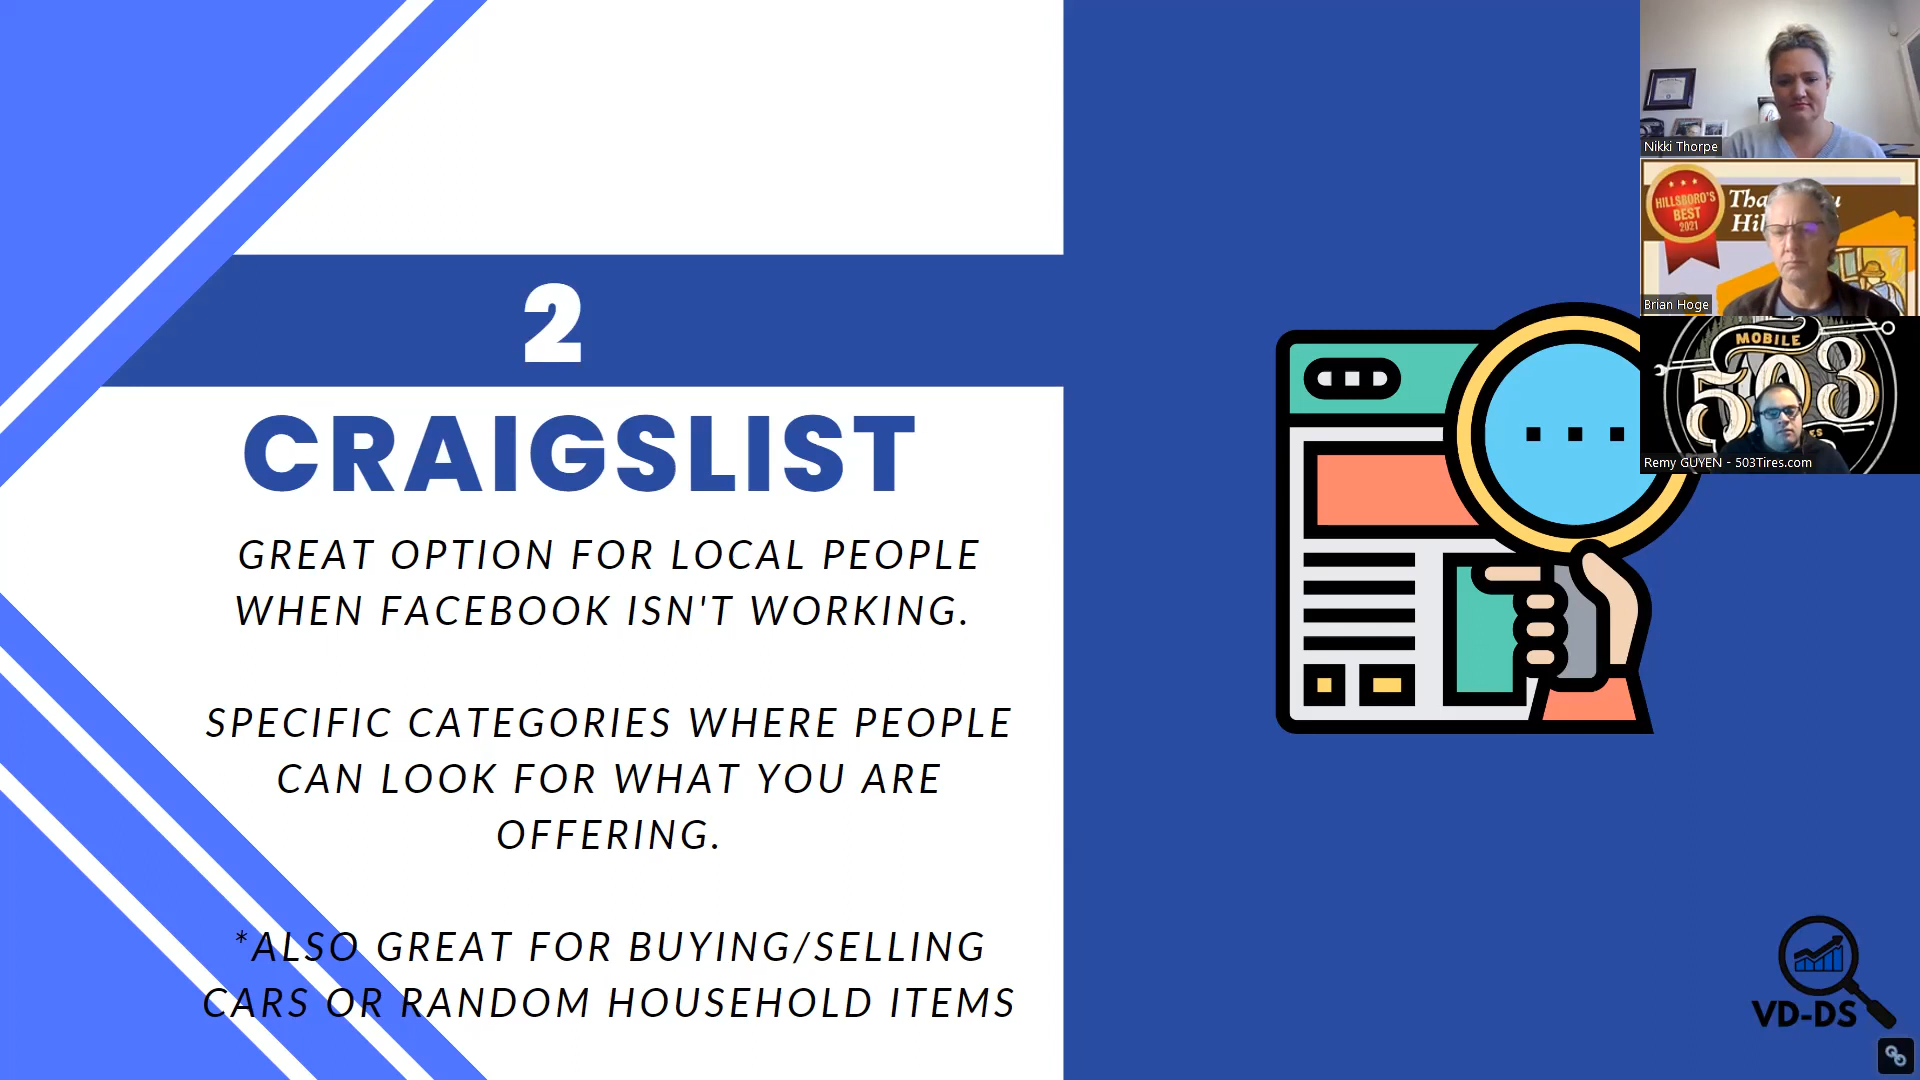 2
CRAIGSLIST
GREAT OPTION FOR LOCAL PEOPLE
WHEN FACEBOOK ISN'T WORKING.
SPECIFIC CATEGORIES WHERE PEOPLE
CAN LOOK FOR WHAT YOU ARE
OFFERING.
*ALSO GREAT FOR BUYING/SELLING
CARS OR RANDOM HOUSEHOLD ITEMS
Nikki Thorpe
HILLSBORO'S
BEST
2021
Brian Hoge
MOBILE
503
Remy GUYEN - 503Tires.com
VD-DS